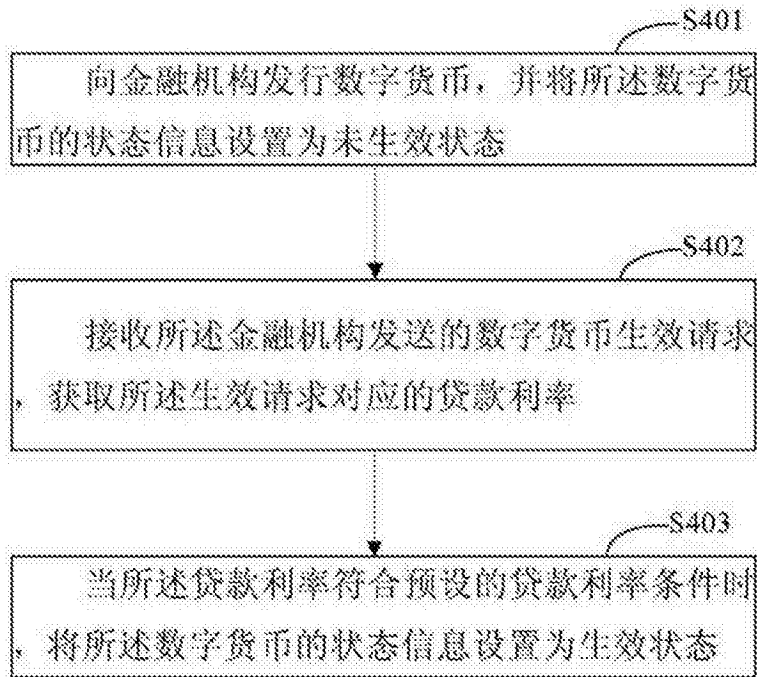 S401
向金融机构发行数字货币，并将所述数字货
币的状态信息设置为未生效状态
S402
接收所述金融机构发送的数字货币生效请求
，获取所述生效请求对应的贷款利率
S403
当所述贷款利率符合预设的贷款利率条件时
，将所述数字货币的状态信息设置为生效状态